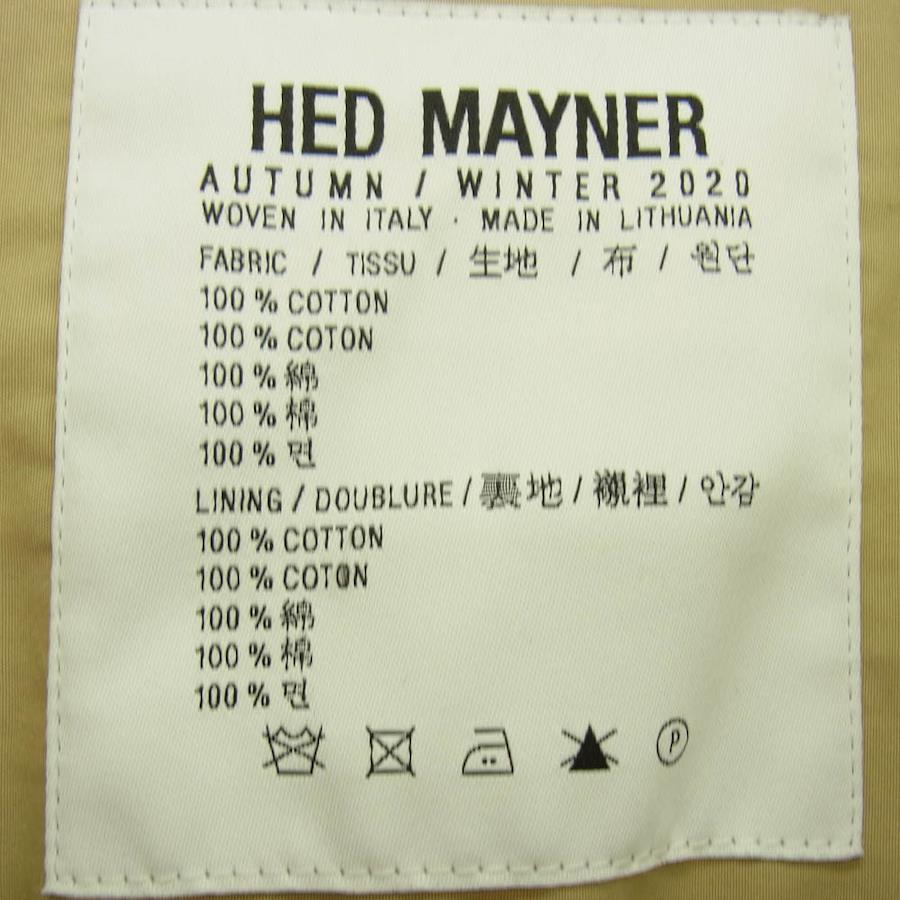 HED MAYNER
AUTUMN / WINTER 2020
WOVEN IN ITALY · MADE IN LITHUANIA
FABRIC / TISSU / 生地 / 布 / 원단
100 % COTTON
100 % COTON
100 % 綿
100 % 棉
100 % 면
LINING / DOUBLURE / 裏地 / 襯裡 / 안감
100 % COTTON
100 % COTON
100 % 綿
100 % 棉
100 % 면
P